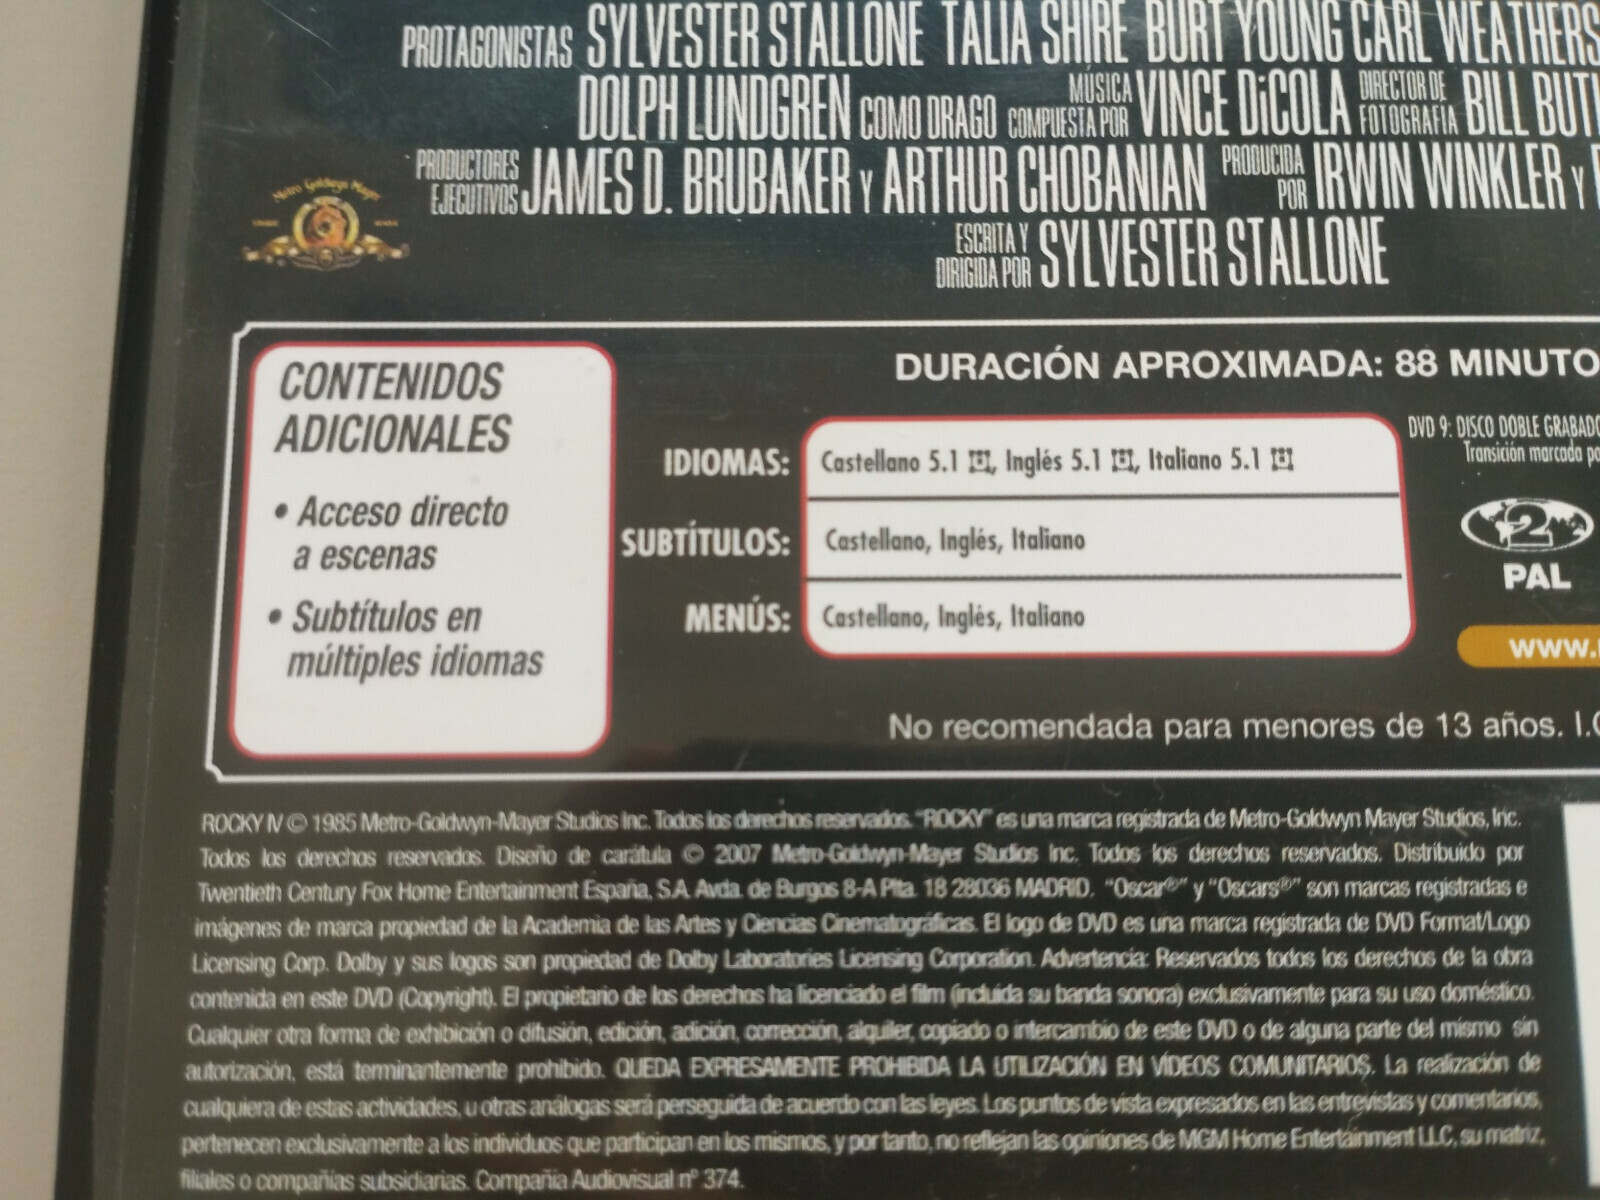 PROTAGONISTAS SYLVESTER STALLONE TALIA SHIRE BURT YOUNG CARL WEATHERS
DOLPH LUNDGREN COMO DRAGO MÚSICA COMPUESTA POR VINCE DiCOLA DIRECTOR DE FOTOGRAFÍA BILL
PRODUCTORES EJECUTIVOS JAMES D. BRUBAKER Y ARTHUR CHOBANIAN PRODUCIDA POR IRWIN WINKLER Y
Metro Goldwyn Mayer
ESCRITA Y DIRIGIDA POR SYLVESTER STALLONE
CONTENIDOS
ADICIONALES
• Acceso directo
a escenas
• Subtítulos en
múltiples idiomas
DURACIÓN APROXIMADA: 88 MINUTO
IDIOMAS: Castellano 5.1, Inglés 5.1, Italiano 5.1
SUBTÍTULOS: Castellano, Inglés, Italiano
MENÚS: Castellano, Inglés, Italiano
DVD 9: DISCO DOBLE GRABADO
Transición marcada
2
PAL
www.
No recomendada para menores de 13 años.
ROCKY IV © 1985 Metro-Goldwyn-Mayer Studios Inc. Todos los derechos reservados. "ROCKY" es una marca registrada de Metro-Goldwyn Mayer Studios, Inc.
Todos los derechos reservados. Diseño de carátula © 2007 Metro-Goldwyn-Mayer Studios Inc. Todos los derechos reservados. Distribuido por
Twentieth Century Fox Home Entertainment España, S.A. Avda. de Burgos 8-A Plta. 18 28036 MADRID. "Oscar®" y "Oscars®" son marcas registradas e
imágenes de marca propiedad de la Academia de las Artes y Ciencias Cinematográficas. El logo de DVD es una marca registrada de DVD Format/Logo
Licensing Corp. Dolby y sus logos son propiedad de Dolby Laboratories Licensing Corporation. Advertencia: Reservados todos los derechos de la obra
contenida en este DVD (Copyright). El propietario de los derechos ha licenciado el film (incluida su banda sonora) exclusivamente para su uso doméstico.
Cualquier otra forma de exhibición o difusión, edición, adición, corrección, alquiler, copiado o intercambio de este DVD o de alguna parte del mismo sin
autorización, está terminantemente prohibido. QUEDA EXPRESAMENTE PROHIBIDA LA UTILIZACIÓN EN VÍDEOS COMUNITARIOS. La realización de
cualquiera de estas actividades, u otras análogas será perseguida de acuerdo con las leyes. Los puntos de vista expresados en las entrevistas y comentarios,
pertenecen exclusivamente a los individuos que participan en los mismos, y por tanto, no reflejan las opiniones de MGM Home Entertainment LLC, su matriz,
filiales o compañías subsidiarias. Compañía Audiovisual nº 374.